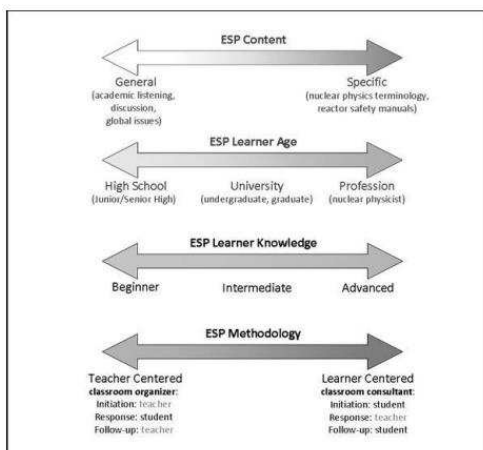 ESP Content
General Specific
(academic listening, (nuclear physics terminology,
discussion, reactor safety manuals)
global issues)
ESP Learner Age
High School University Profession
(Junior/Senior High) (undergraduate, graduate) (nuclear physicist)
ESP Learner Knowledge
Beginner Intermediate Advanced
ESP Methodology
Teacher Centered Learner Centered
classroom organizer: classroom consultant:
Initiation: teacher Initiation: student
Response: student Response: teacher
Follow-up: teacher Follow-up: student